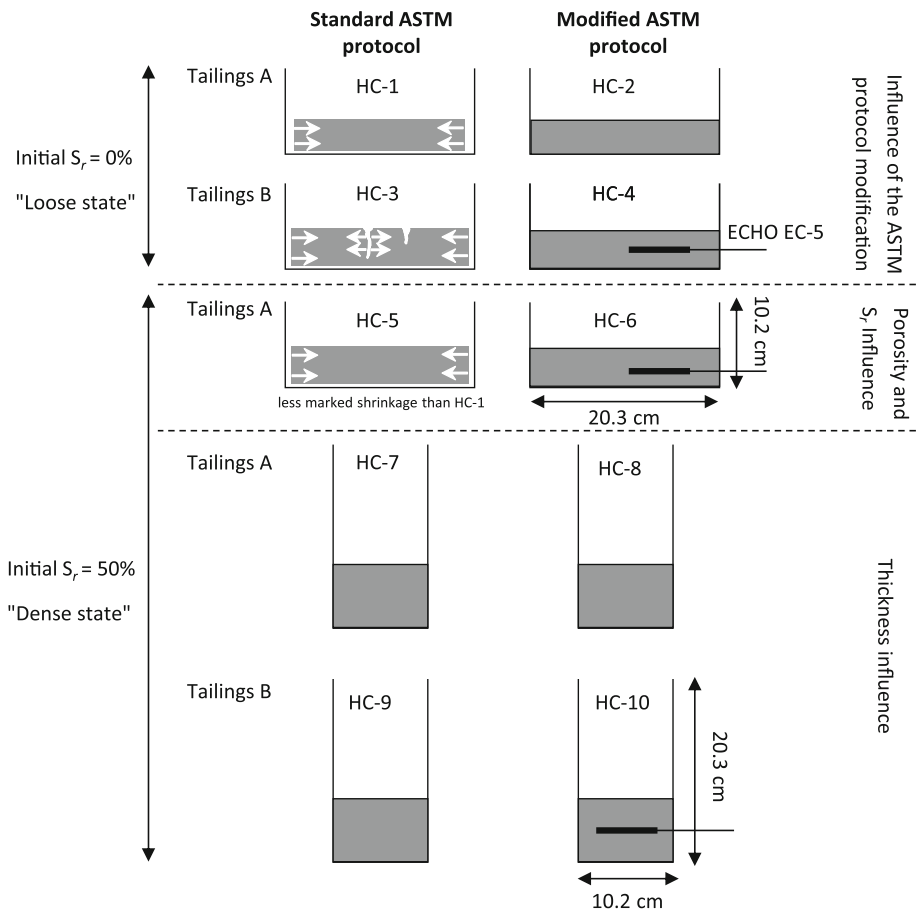 Standard ASTM
protocol
Modified ASTM
protocol
Tailings A
HC-1
HC-2
Initial Sr = 0%
"Loose state"
Tailings B
HC-3
HC-4
ECHO EC-5
Influence of the ASTM
protocol modification
Tailings A
HC-5
HC-6
10.2 cm
less marked shrinkage than HC-1
20.3 cm
Porosity and
Sr Influence
Tailings A
HC-7
HC-8
Initial Sr = 50%
"Dense state"
Thickness influence
Tailings B
HC-9
HC-10
20.3 cm
10.2 cm